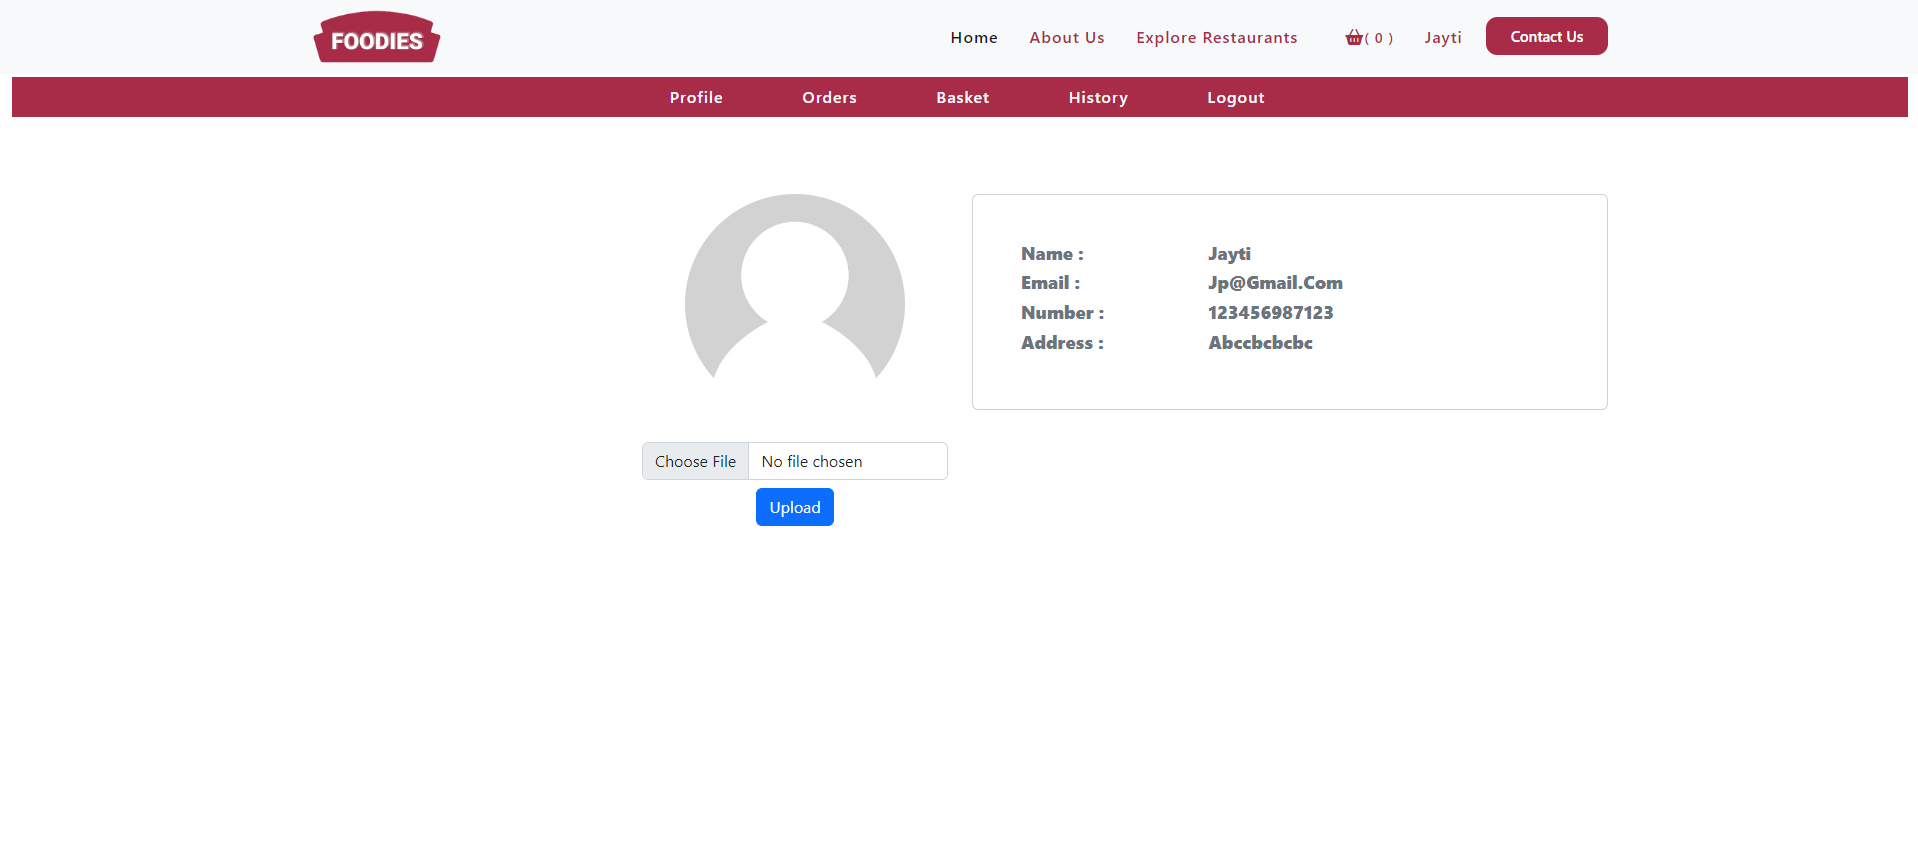 FOODIES
Home About Us Explore Restaurants ( 0 ) Jayti Contact Us
Profile Orders Basket History Logout
Name : Jayti
Email : Jp@Gmail.Com
Number : 123456987123
Address : Abccbcbcbc
Choose File No file chosen
Upload